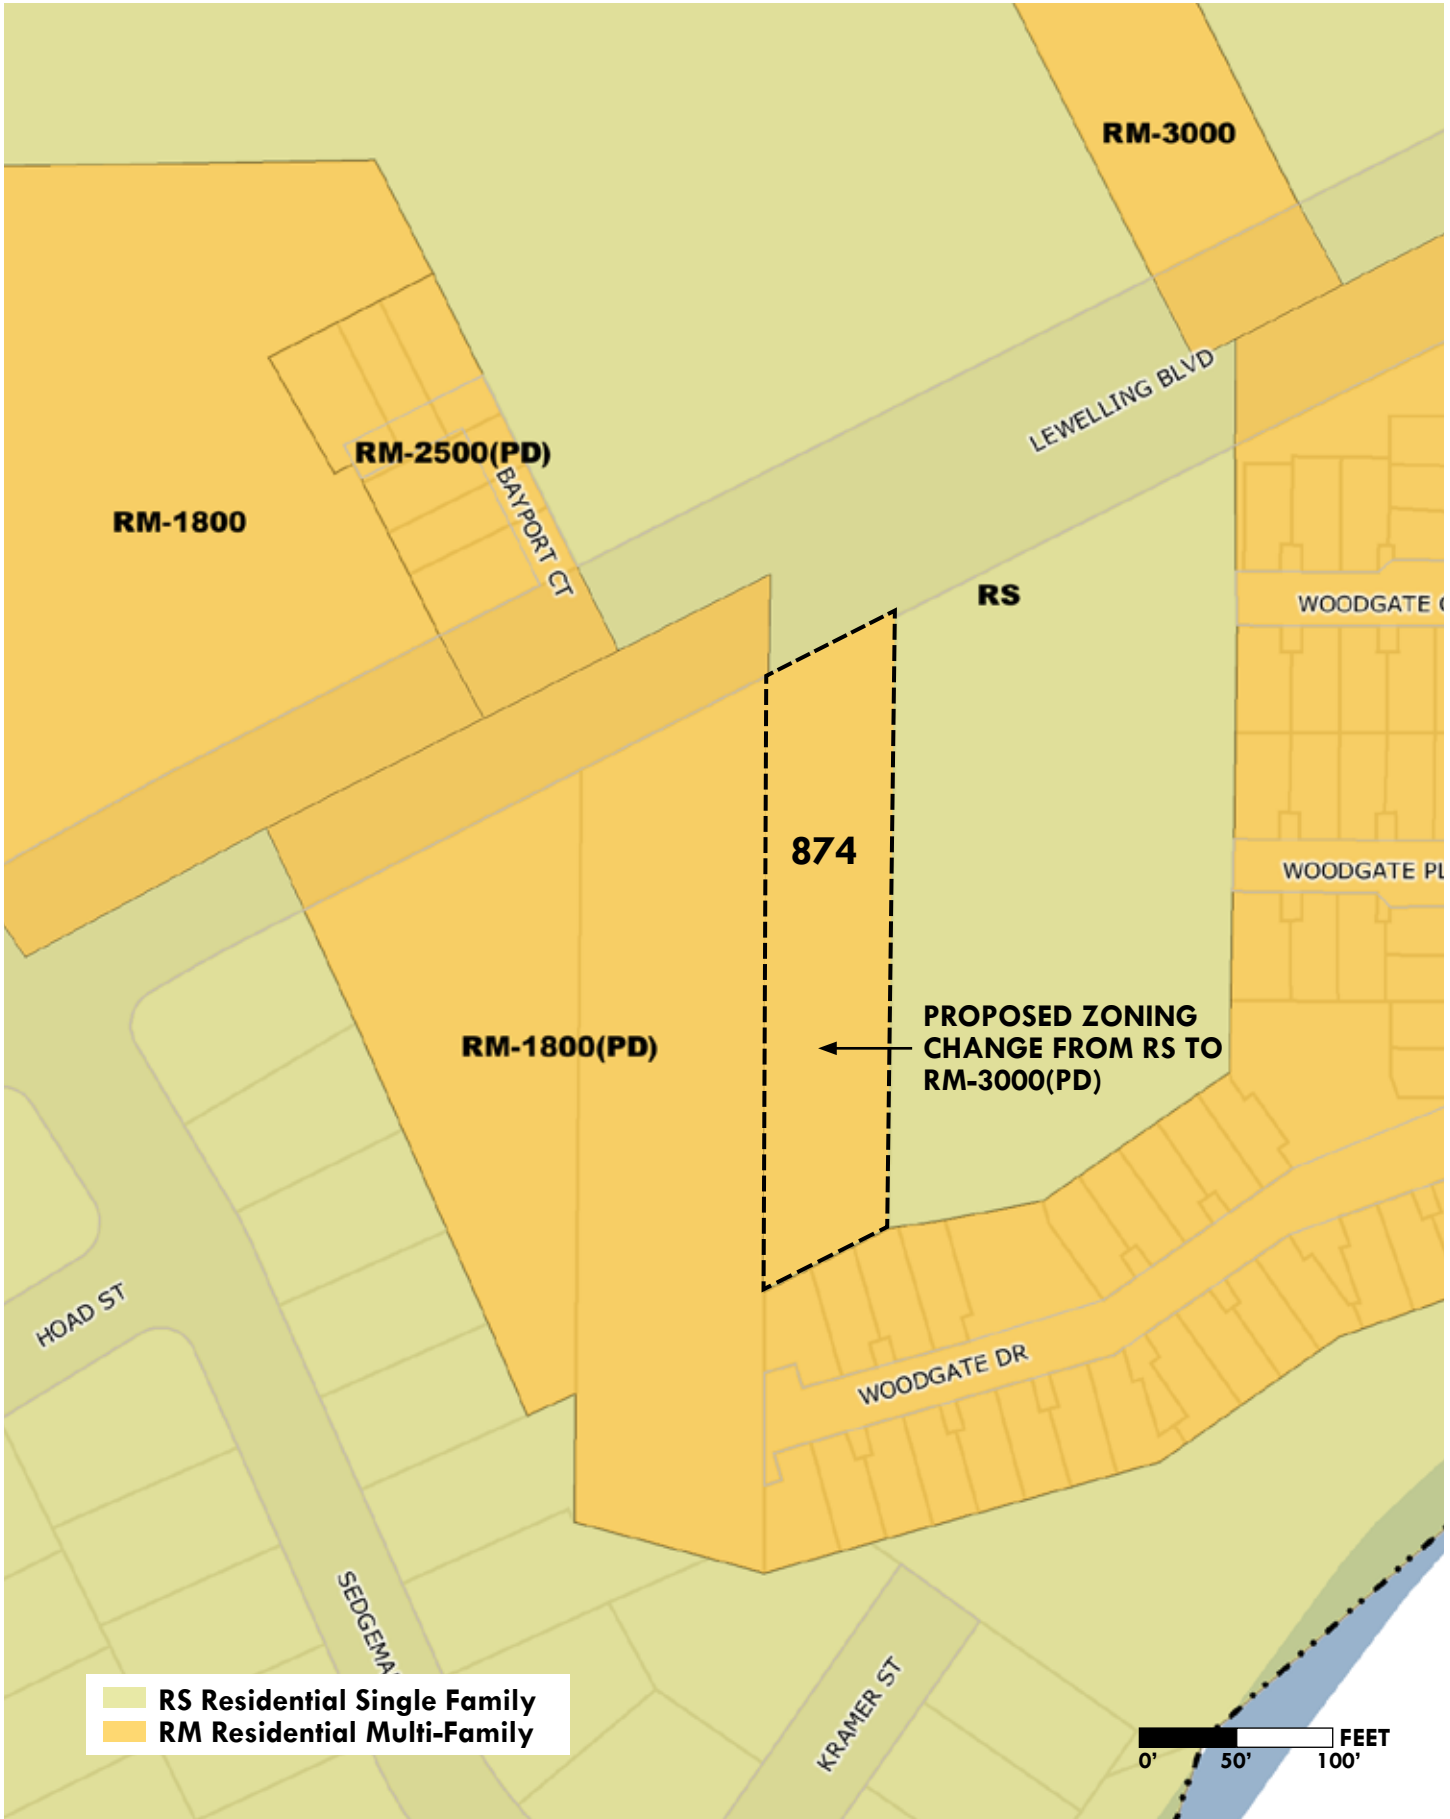 RM-3000
LEWELLING BLVD
RM-2500(PD)
BAYPORT CT
RM-1800
RS
WOODGATE
874
WOODGATE PL
PROPOSED ZONING
CHANGE FROM RS TO
RM-3000(PD)
RM-1800(PD)
HOAD ST
WOODGATE DR
SEDGEMA
KRAMER ST
RS Residential Single Family
RM Residential Multi-Family
FEET
0' 50' 100'